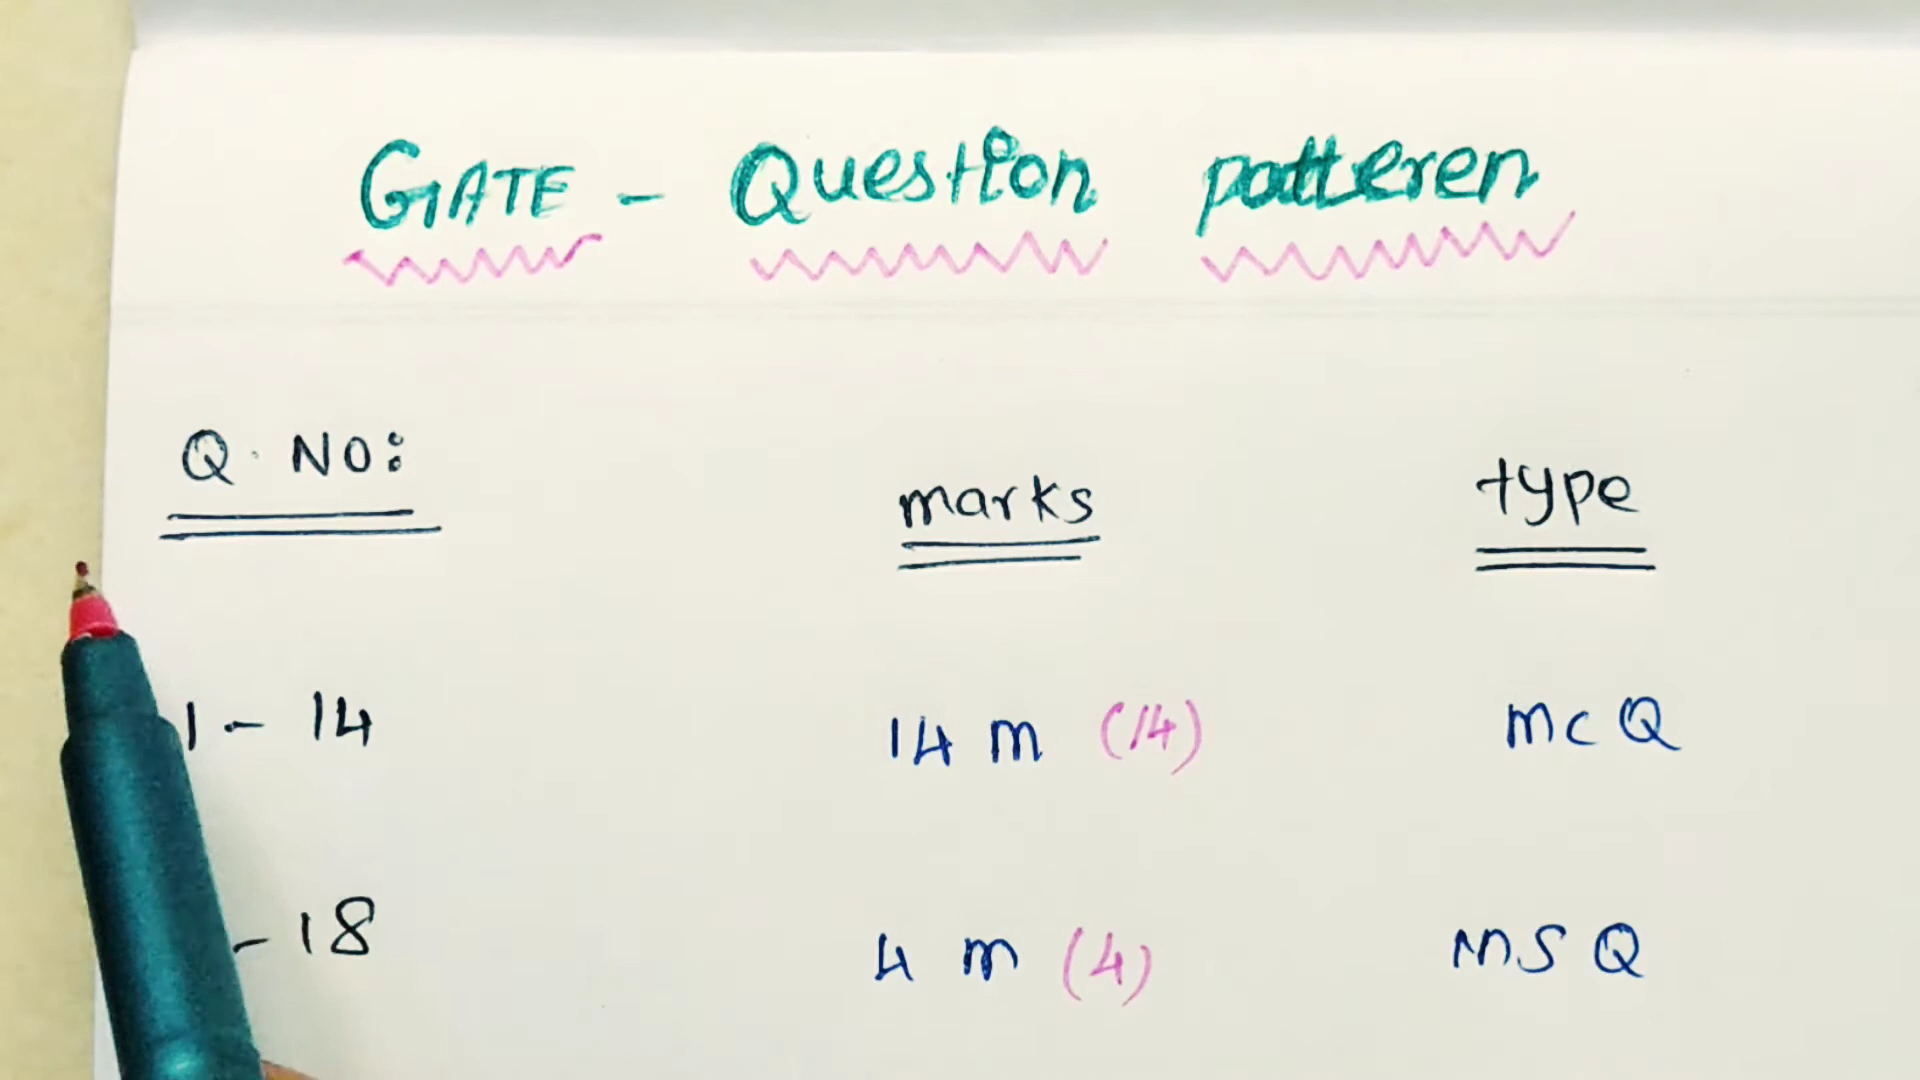 GATE - Question patteren
Q. NO: marks type
1 - 14 14 m (14) McQ
- 18 4 m (4) MSQ